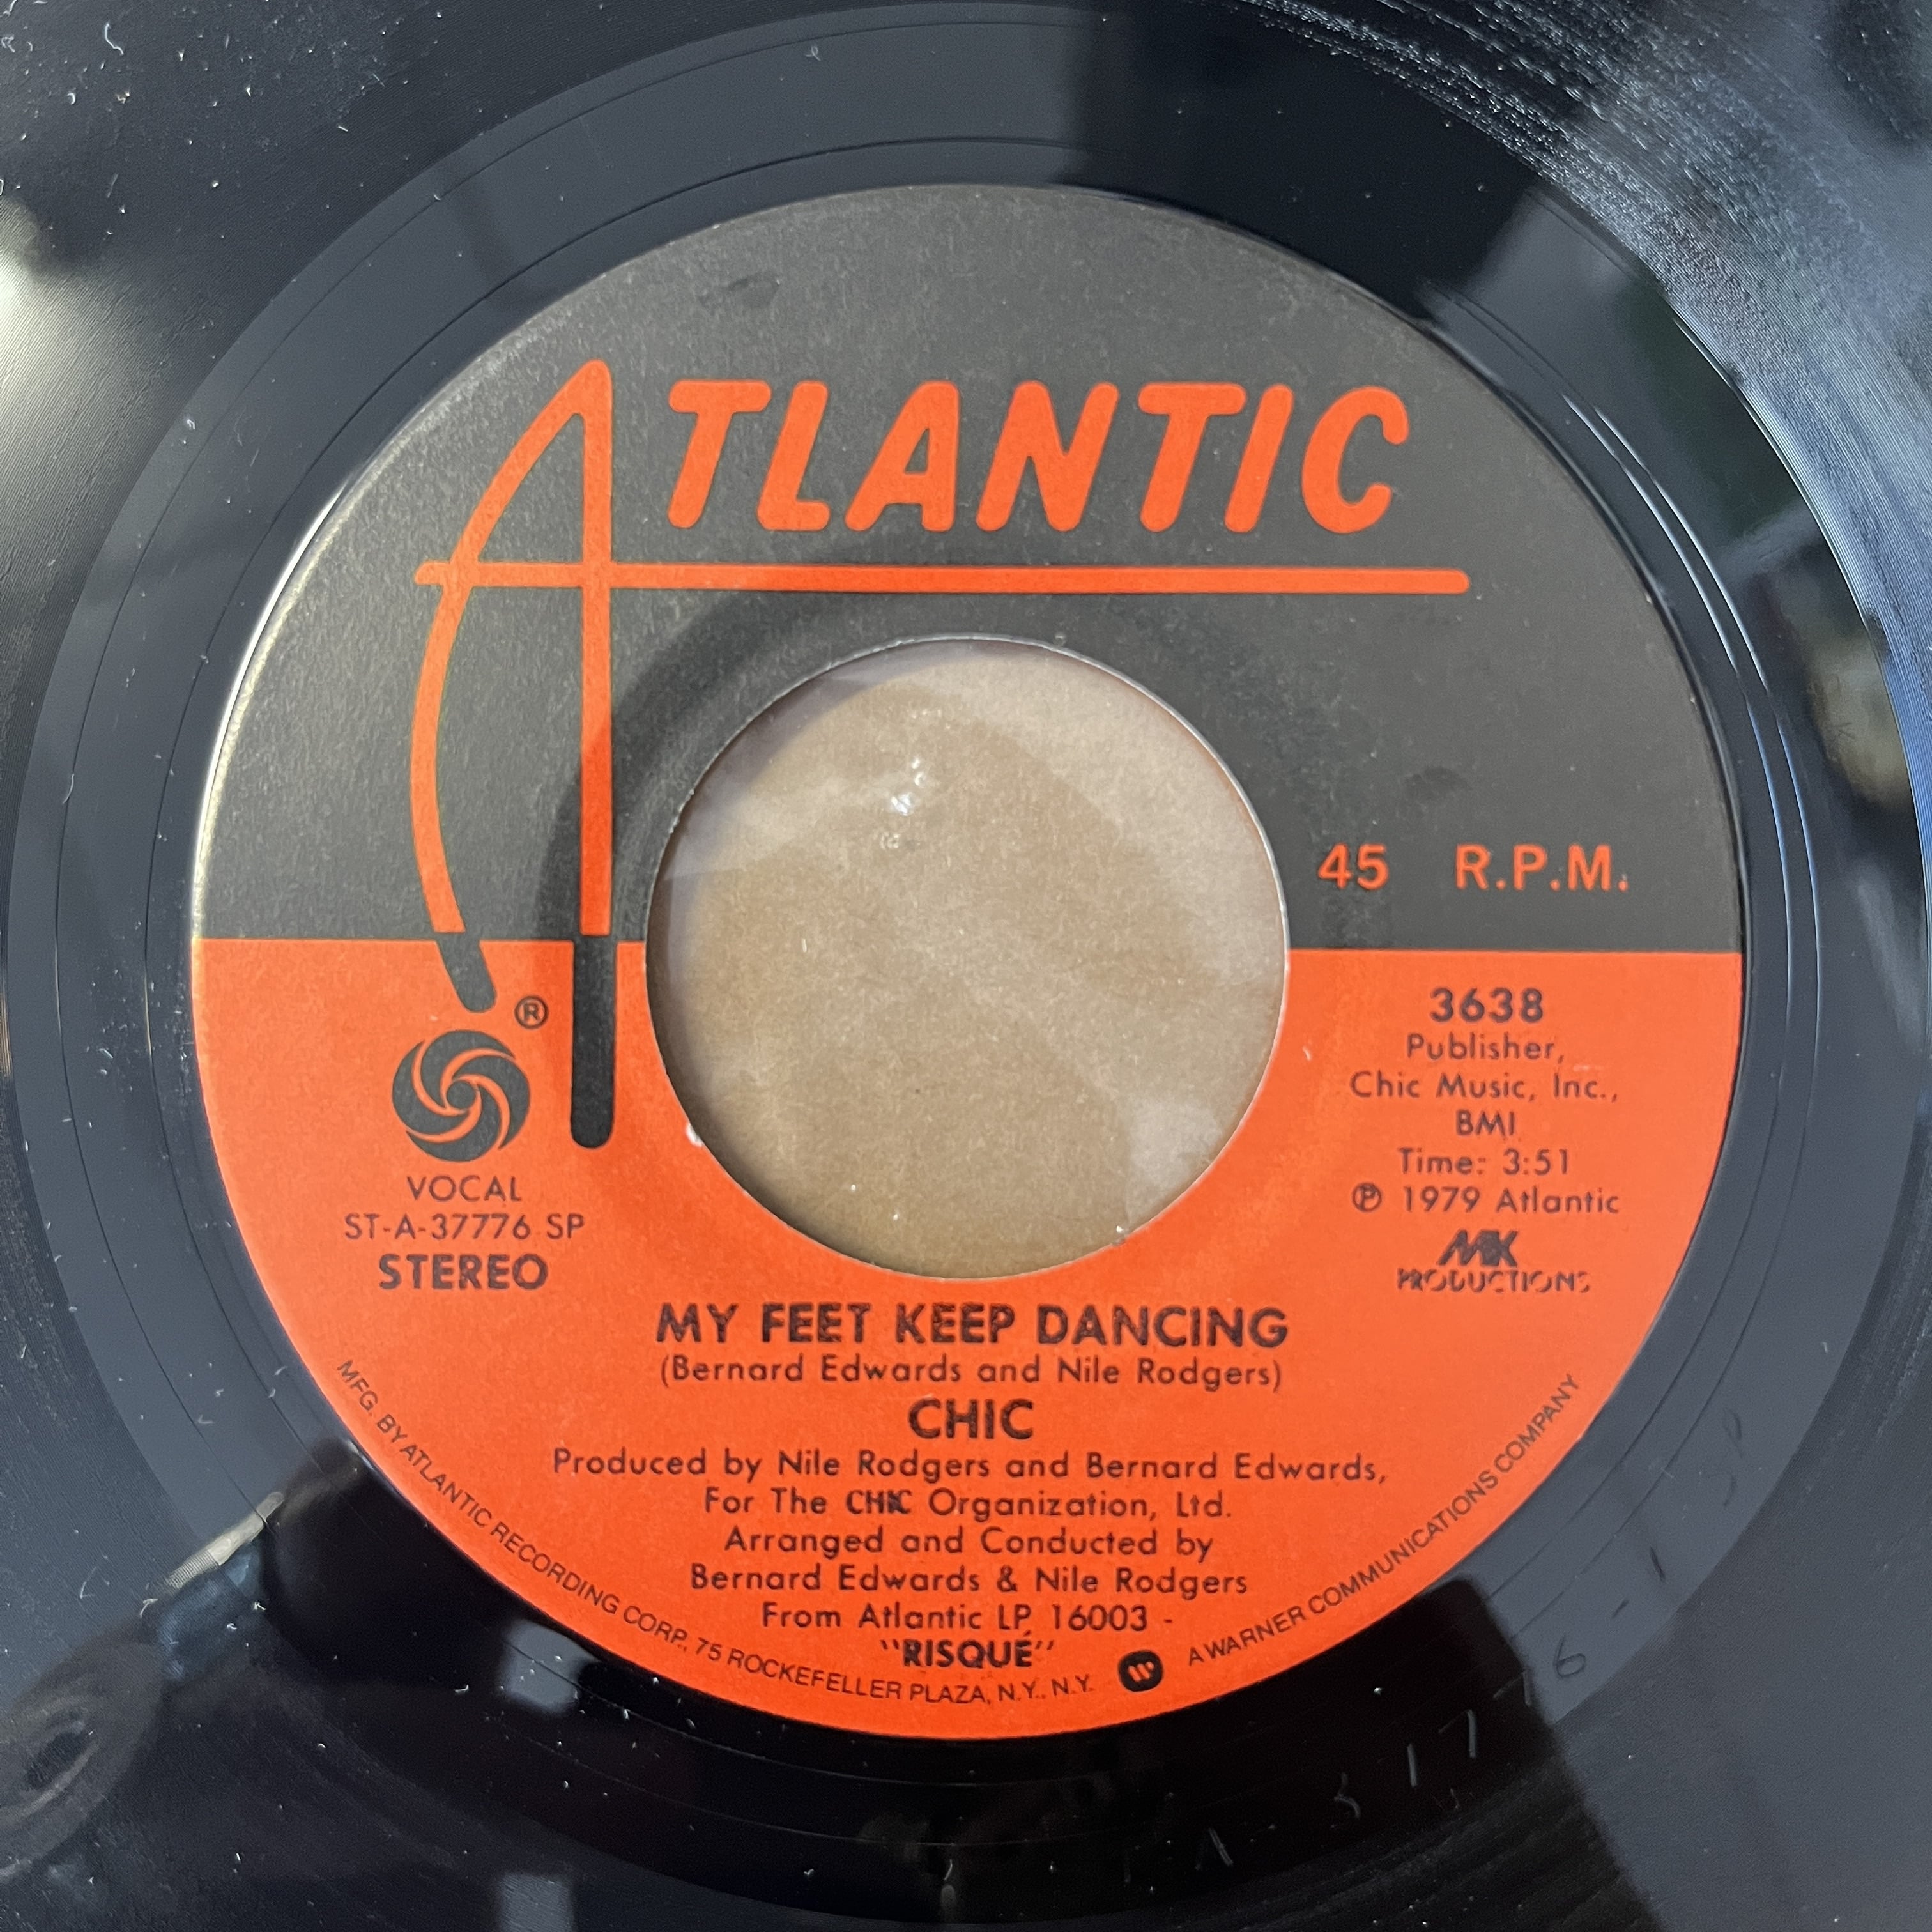 ATLANTIC
45 R.P.M.
®
VOCAL
ST-A-37776 SP
STEREO
3638
Publisher,
Chic Music, Inc.,
BMI
Time: 3:51
℗ 1979 Atlantic
MK
PRODUCTIONS
MY FEET KEEP DANCING
(Bernard Edwards and Nile Rodgers)
CHIC
Produced by Nile Rodgers and Bernard Edwards,
For The CHIC Organization, Ltd.
Arranged and Conducted by
Bernard Edwards & Nile Rodgers
From Atlantic LP 16003 -
"RISQUÉ"
MFG. BY ATLANTIC RECORDING CORP., 75 ROCKEFELLER PLAZA, N.Y., N.Y. A WARNER COMMUNICATIONS COMPANY